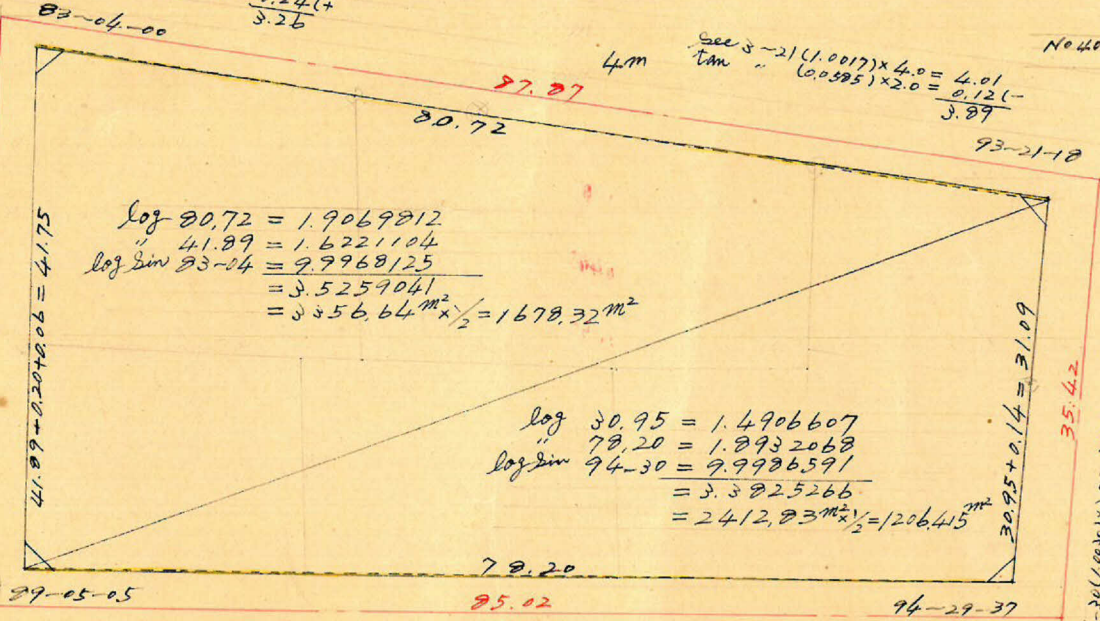 83-04-00
3.26
4m
87.87
80.72
Sec 3-21 (1.0017) × 4.0 = 4.01
tan 〃 (0.0585) × 2.0 = 0.12 (-
3.89
No 40
93-21-18
log 80.72 = 1.9069812
〃 41.89 = 1.6221104
log Sin 83-04 = 9.9968125
= 3.5259041
= 3356.64 m² × 1/2 = 1678.32 m²
41.89 + 0.20 + 0.06 = 41.75
log 30.95 = 1.4906607
〃 78.20 = 1.8932068
log Sin 94-30 = 9.9986591
= 3.3825266
= 2412.83 m² × 1/2 = 1206.415 m²
30.95 + 0.14 = 31.09
35.42
78.20
89-05-05
85.02
94-29-37